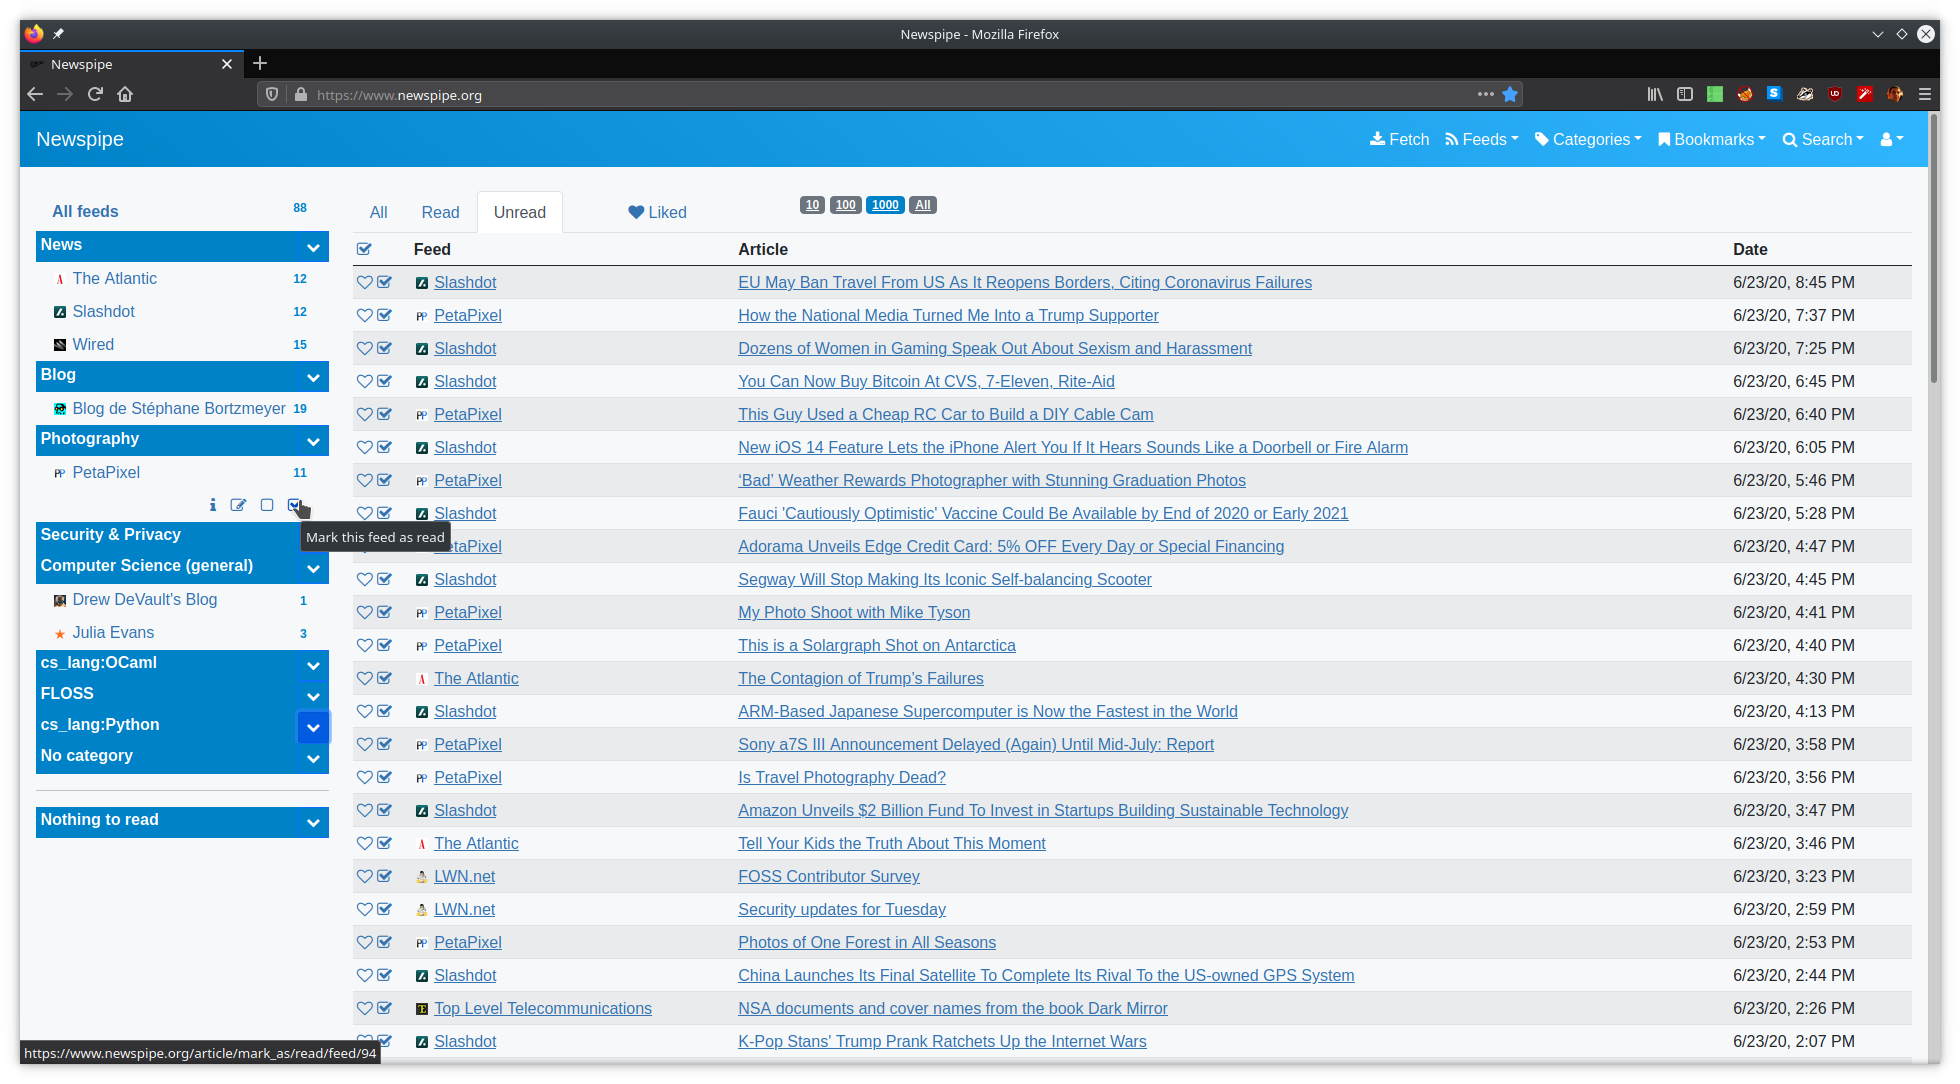 Newspipe - Mozilla Firefox
Newspipe
https://www.newspipe.org
Newspipe
Fetch Feeds Categories Bookmarks Search
All feeds 88
News
The Atlantic 12
Slashdot 12
Wired 15
Blog
Blog de Stéphane Bortzmeyer 19
Photography
PetaPixel 11
Mark this feed as read
Security & Privacy
Computer Science (general)
Drew DeVault's Blog 1
Julia Evans 3
cs_lang:OCaml
FLOSS
cs_lang:Python
No category
Nothing to read
All Read Unread Liked 10 100 1000 All
Feed Article Date
Slashdot EU May Ban Travel From US As It Reopens Borders, Citing Coronavirus Failures 6/23/20, 8:45 PM
PetaPixel How the National Media Turned Me Into a Trump Supporter 6/23/20, 7:37 PM
Slashdot Dozens of Women in Gaming Speak Out About Sexism and Harassment 6/23/20, 7:25 PM
Slashdot You Can Now Buy Bitcoin At CVS, 7-Eleven, Rite-Aid 6/23/20, 6:45 PM
PetaPixel This Guy Used a Cheap RC Car to Build a DIY Cable Cam 6/23/20, 6:40 PM
Slashdot New iOS 14 Feature Lets the iPhone Alert You If It Hears Sounds Like a Doorbell or Fire Alarm 6/23/20, 6:05 PM
PetaPixel ‘Bad’ Weather Rewards Photographer with Stunning Graduation Photos 6/23/20, 5:46 PM
Slashdot Fauci 'Cautiously Optimistic' Vaccine Could Be Available by End of 2020 or Early 2021 6/23/20, 5:28 PM
etaPixel Adorama Unveils Edge Credit Card: 5% OFF Every Day or Special Financing 6/23/20, 4:47 PM
Slashdot Segway Will Stop Making Its Iconic Self-balancing Scooter 6/23/20, 4:45 PM
PetaPixel My Photo Shoot with Mike Tyson 6/23/20, 4:41 PM
PetaPixel This is a Solargraph Shot on Antarctica 6/23/20, 4:40 PM
The Atlantic The Contagion of Trump’s Failures 6/23/20, 4:30 PM
Slashdot ARM-Based Japanese Supercomputer is Now the Fastest in the World 6/23/20, 4:13 PM
PetaPixel Sony a7S III Announcement Delayed (Again) Until Mid-July: Report 6/23/20, 3:58 PM
PetaPixel Is Travel Photography Dead? 6/23/20, 3:56 PM
Slashdot Amazon Unveils $2 Billion Fund To Invest in Startups Building Sustainable Technology 6/23/20, 3:47 PM
The Atlantic Tell Your Kids the Truth About This Moment 6/23/20, 3:46 PM
LWN.net FOSS Contributor Survey 6/23/20, 3:23 PM
LWN.net Security updates for Tuesday 6/23/20, 2:59 PM
PetaPixel Photos of One Forest in All Seasons 6/23/20, 2:53 PM
Slashdot China Launches Its Final Satellite To Complete Its Rival To the US-owned GPS System 6/23/20, 2:44 PM
Top Level Telecommunications NSA documents and cover names from the book Dark Mirror 6/23/20, 2:26 PM
Slashdot K-Pop Stans' Trump Prank Ratchets Up the Internet Wars 6/23/20, 2:07 PM
https://www.newspipe.org/article/mark_as/read/feed/94